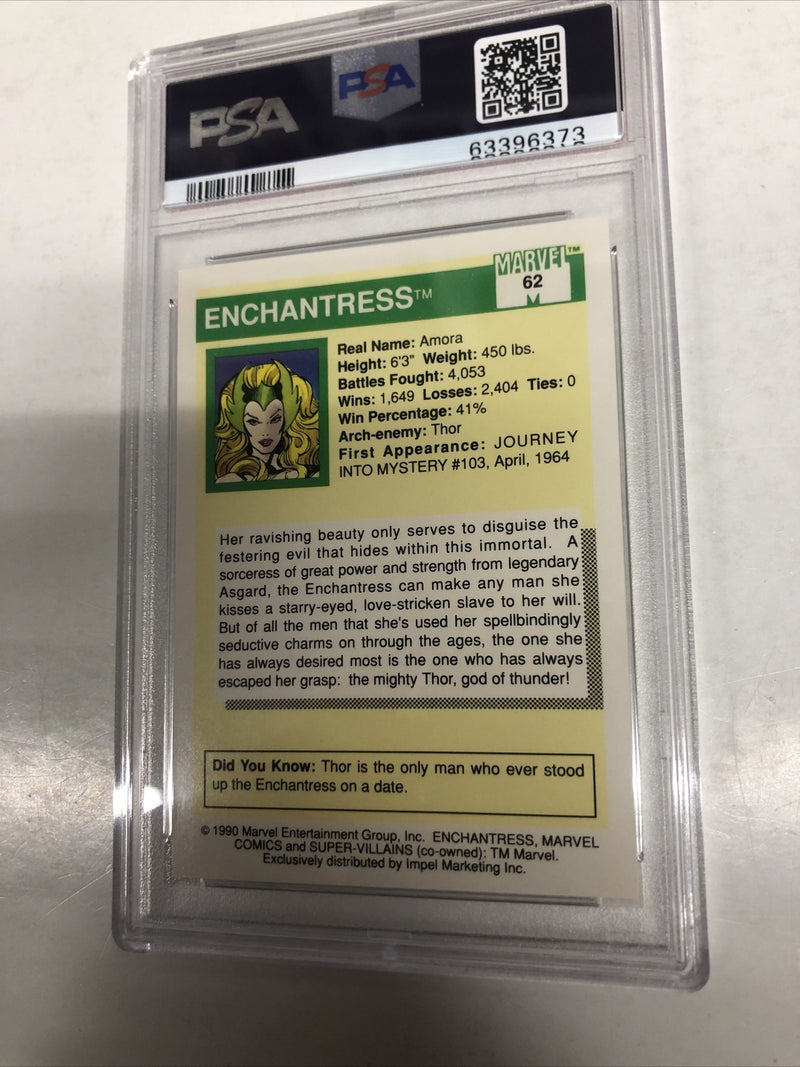 PSA
PSA
63396373
MARVEL™
62
ENCHANTRESS™
Real Name: Amora
Height: 6'3" Weight: 450 lbs.
Battles Fought: 4,053
Wins: 1,649 Losses: 2,404 Ties: 0
Win Percentage: 41%
Arch-enemy: Thor
First Appearance: JOURNEY
INTO MYSTERY #103, April, 1964
Her ravishing beauty only serves to disguise the
festering evil that hides within this immortal. A
sorceress of great power and strength from legendary
Asgard, the Enchantress can make any man she
kisses a starry-eyed, love-stricken slave to her will.
But of all the men that she's used her spellbindingly
seductive charms on through the ages, the one she
has always desired most is the one who has always
escaped her grasp: the mighty Thor, god of thunder!
Did You Know: Thor is the only man who ever stood
up the Enchantress on a date.
© 1990 Marvel Entertainment Group, Inc. ENCHANTRESS, MARVEL
COMICS and SUPER-VILLAINS (co-owned): TM Marvel.
Exclusively distributed by Impel Marketing Inc.